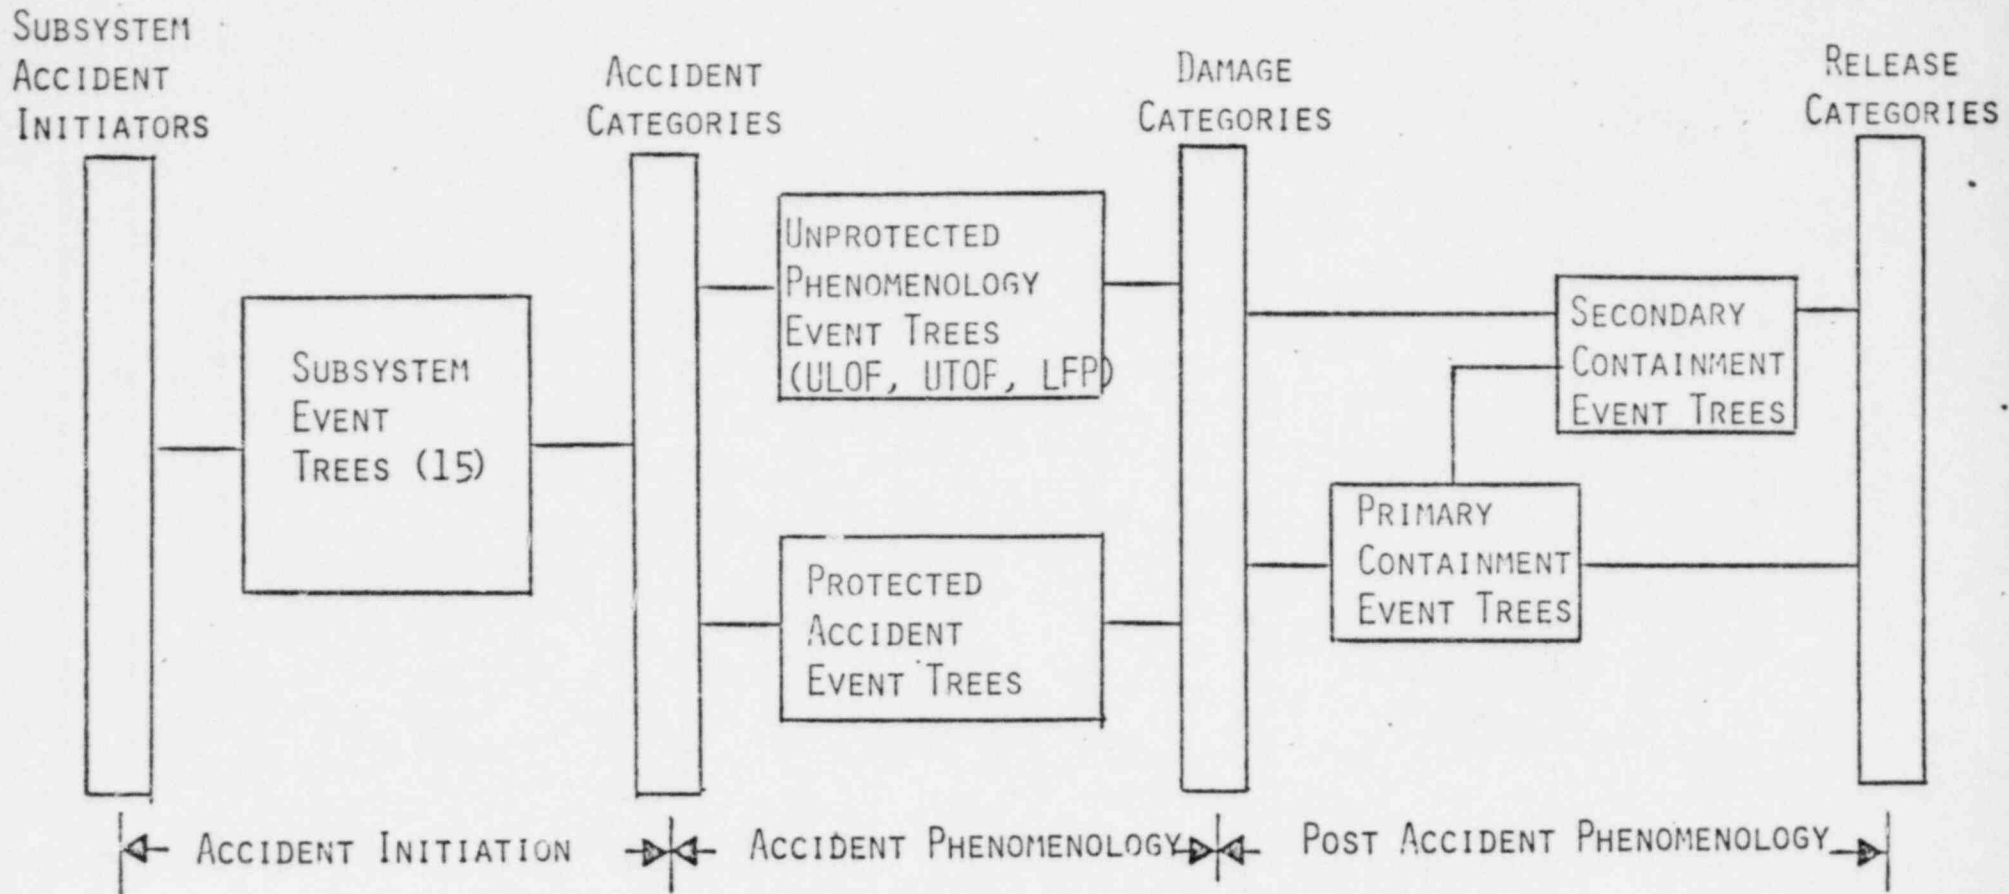 SUBSYSTEM
ACCIDENT
INITIATORS
ACCIDENT
CATEGORIES
DAMAGE
CATEGORIES
RELEASE
CATEGORIES
SUBSYSTEM
EVENT
TREES (15)
UNPROTECTED
PHENOMENOLOGY
EVENT TREES
(ULOF, UTOF, LFP)
PROTECTED
ACCIDENT
EVENT TREES
SECONDARY
CONTAINMENT
EVENT TREES
PRIMARY
CONTAINMENT
EVENT TREES
ACCIDENT INITIATION
ACCIDENT PHENOMENOLOGY
POST ACCIDENT PHENOMENOLOGY